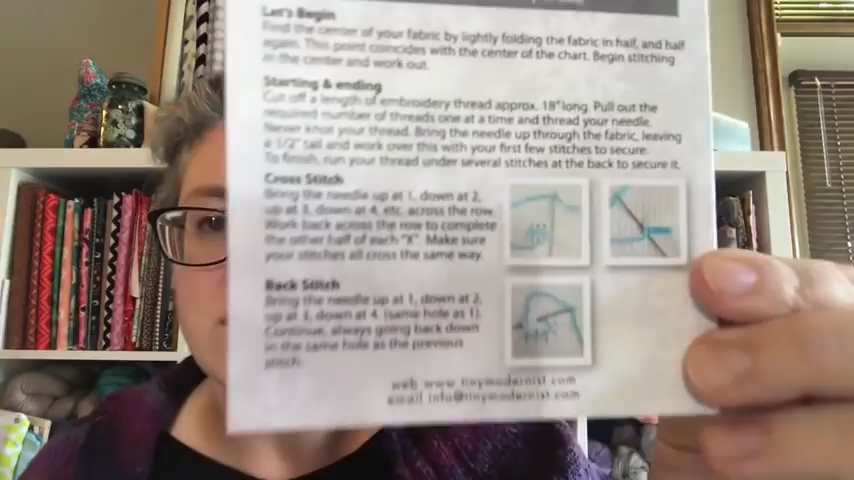 Let's Begin
Find the center of your fabric by lightly folding the fabric in half, and half
again. This point coincides with the center of the chart. Begin stitching
in the center and work out.
Starting & ending
Cut off a length of embroidery thread approx. 18" long. Pull out the
required number of threads one at a time and thread your needle.
Never knot your thread. Bring the needle up through the fabric, leaving
a 1/2" tail and work over this with your first few stitches to secure.
To finish, run your thread under several stitches at the back to secure it.
Cross Stitch
Bring the needle up at 1, down at 2,
up at 3, down at 4, etc. across the row.
Work back across the row to complete
the other half of each "X". Make sure
your stitches all cross the same way.
Back Stitch
Bring the needle up at 1, down at 2,
up at 3, down at 4. (same hole as 1).
Continue, always going back down
in the same hole as the previous
stitch.
web www.tinymodernist.com
email info@tinymodernist.com